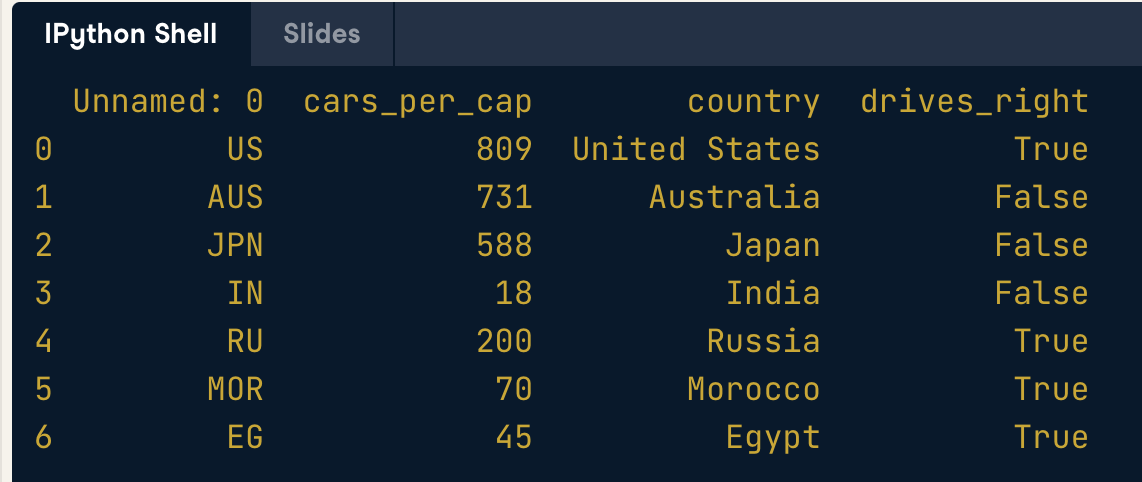 IPython Shell Slides
Unnamed: 0 cars_per_cap country drives_right
0 US 809 United States True
1 AUS 731 Australia False
2 JPN 588 Japan False
3 IN 18 India False
4 RU 200 Russia True
5 MOR 70 Morocco True
6 EG 45 Egypt True